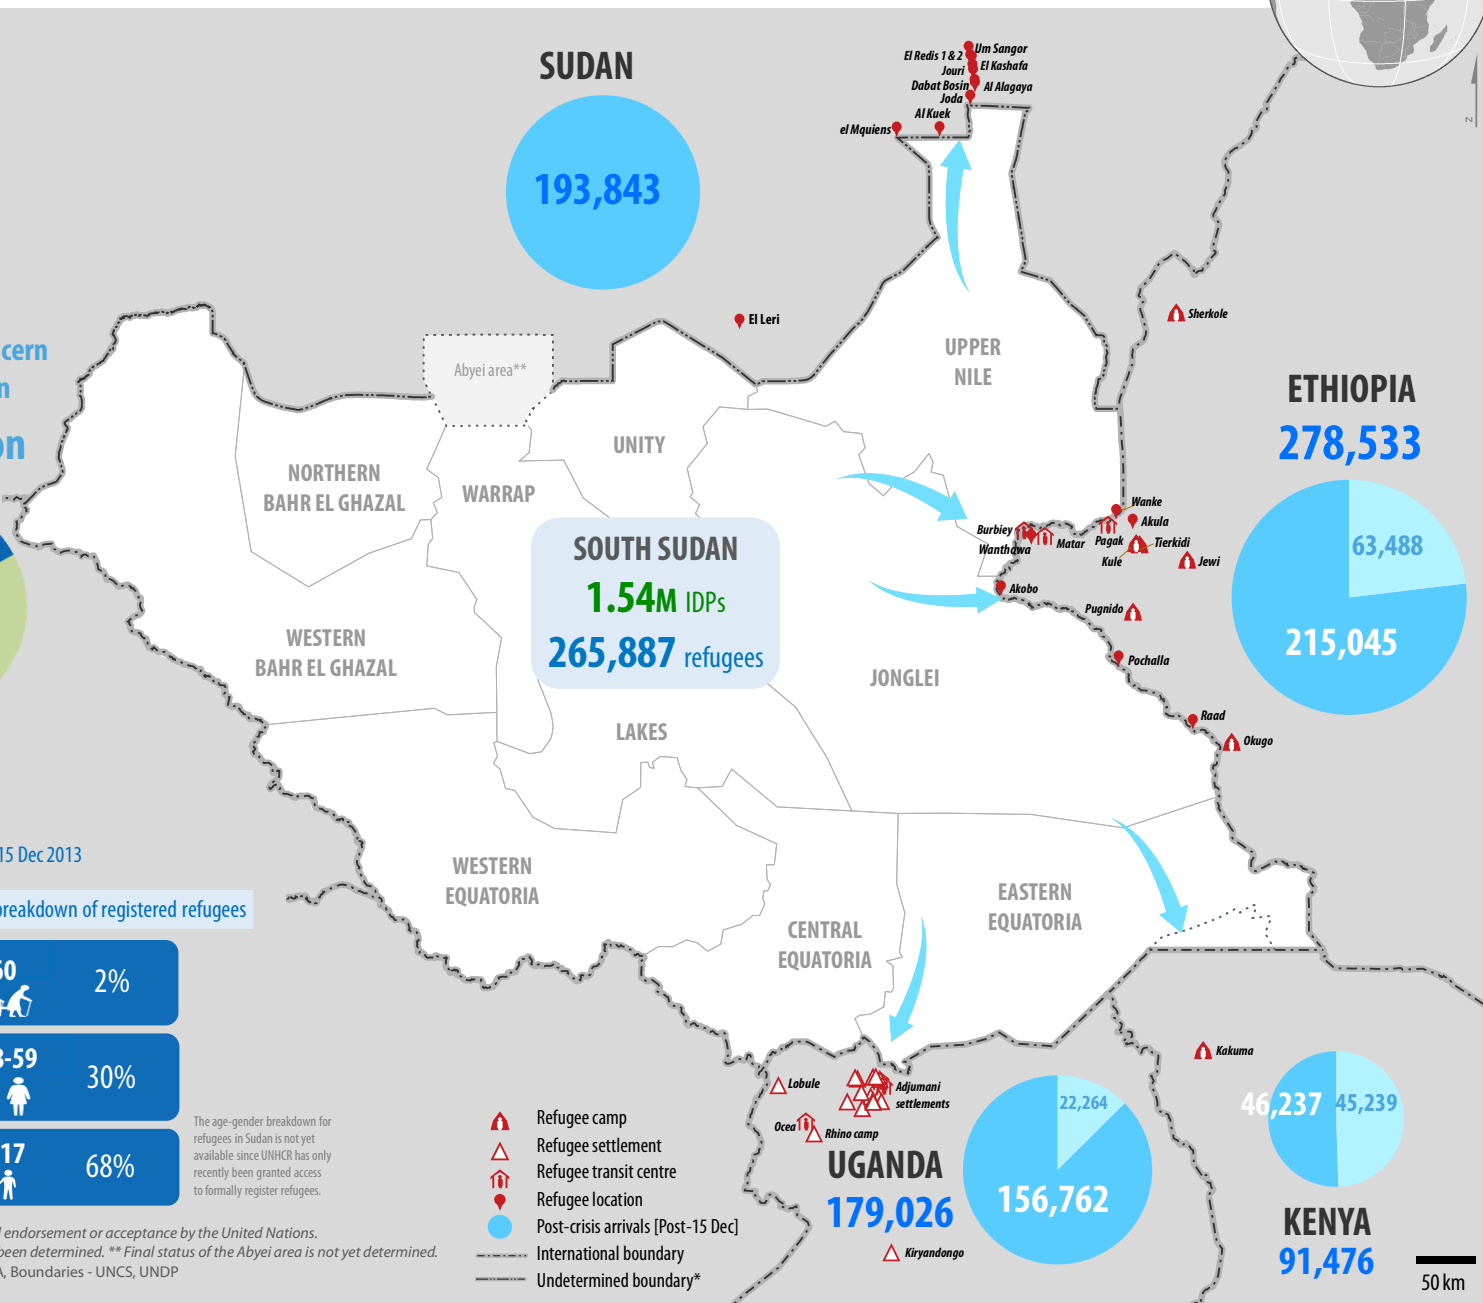 SUDAN
193,843
Um Sangor
El Redis 1 & 2
El Kashafa
Jouri
Dabat Bosin
Al Alagaya
Joda
Al Kuek
el Mquiens
El Leri
Abyei area**
UPPER
NILE
Sherkole
ETHIOPIA
278,533
63,488
215,045
UNITY
NORTHERN
BAHR EL GHAZAL
WARRAP
SOUTH SUDAN
1.54M IDPs
265,887 refugees
WESTERN
BAHR EL GHAZAL
Wanke
Akula
Burbiey
Wanthowa
Matar
Pagak
Tierkidi
Kule
Jewi
Akobo
Pugnido
Pochalla
JONGLEI
Raad
Okugo
LAKES
WESTERN
EQUATORIA
EASTERN
EQUATORIA
CENTRAL
EQUATORIA
cern
n
on
15 Dec 2013
breakdown of registered refugees
60
2%
8-59
30%
17
68%
The age-gender breakdown for
refugees in Sudan is not yet
available since UNHCR has only
recently been granted access
to formally register refugees.
endorsement or acceptance by the United Nations.
been determined. ** Final status of the Abyei area is not yet determined.
A, Boundaries - UNCS, UNDP
Refugee camp
Refugee settlement
Refugee transit centre
Refugee location
Post-crisis arrivals [Post-15 Dec]
International boundary
Undetermined boundary*
Lobule
Adjumani
settlements
Ocea
Rhino camp
UGANDA
179,026
22,264
156,762
Kiryandongo
Kakuma
46,237
45,239
KENYA
91,476
50 km
z